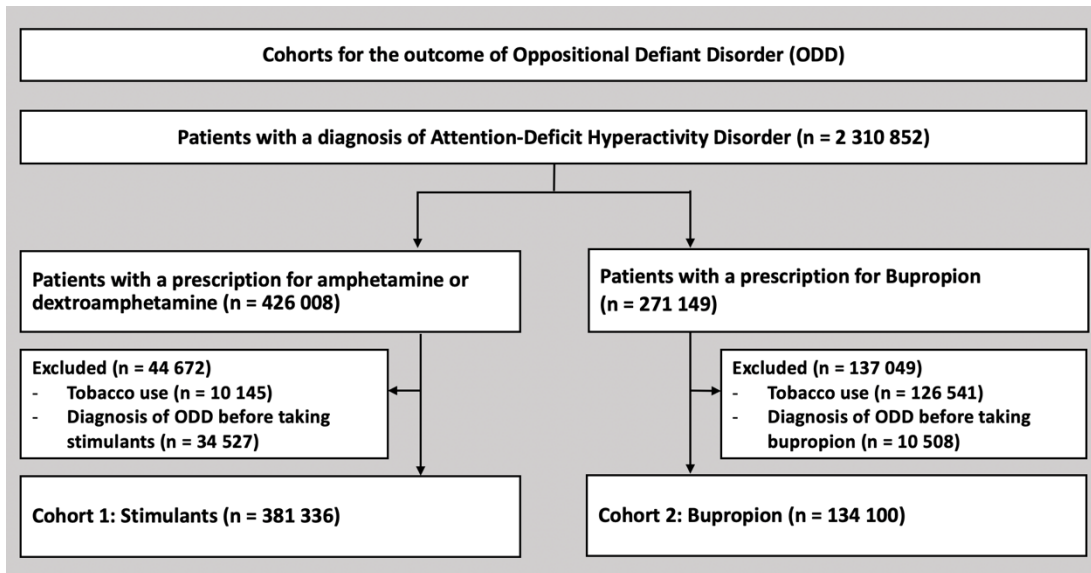 Cohorts for the outcome of Oppositional Defiant Disorder (ODD)
Patients with a diagnosis of Attention-Deficit Hyperactivity Disorder (n = 2 310 852)
Patients with a prescription for amphetamine or
dextroamphetamine (n = 426 008)
Patients with a prescription for Bupropion
(n = 271 149)
Excluded (n = 44 672)
- Tobacco use (n = 10 145)
- Diagnosis of ODD before taking
stimulants (n = 34 527)
Excluded (n = 137 049)
- Tobacco use (n = 126 541)
- Diagnosis of ODD before taking
bupropion (n = 10 508)
Cohort 1: Stimulants (n = 381 336)
Cohort 2: Bupropion (n = 134 100)